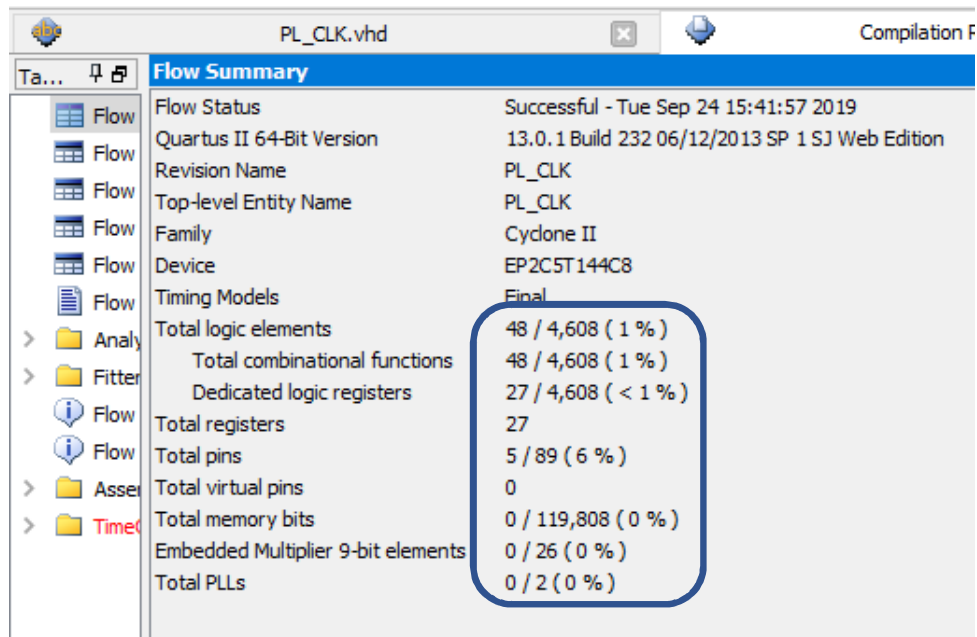 abc PL_CLK.vhd Compilation R
Ta... Flow Summary
Flow Flow Status Successful - Tue Sep 24 15:41:57 2019
Flow Quartus II 64-Bit Version 13.0.1 Build 232 06/12/2013 SP 1 SJ Web Edition
Revision Name PL_CLK
Flow Top-level Entity Name PL_CLK
Flow Family Cyclone II
Flow Device EP2C5T144C8
Flow Timing Models Final
Analy Total logic elements 48 / 4,608 ( 1 % )
Fitter Total combinational functions 48 / 4,608 ( 1 % )
Dedicated logic registers 27 / 4,608 ( < 1 % )
Flow Total registers 27
Flow Total pins 5 / 89 ( 6 % )
Asser Total virtual pins 0
TimeQ Total memory bits 0 / 119,808 ( 0 % )
Embedded Multiplier 9-bit elements 0 / 26 ( 0 % )
Total PLLs 0 / 2 ( 0 % )